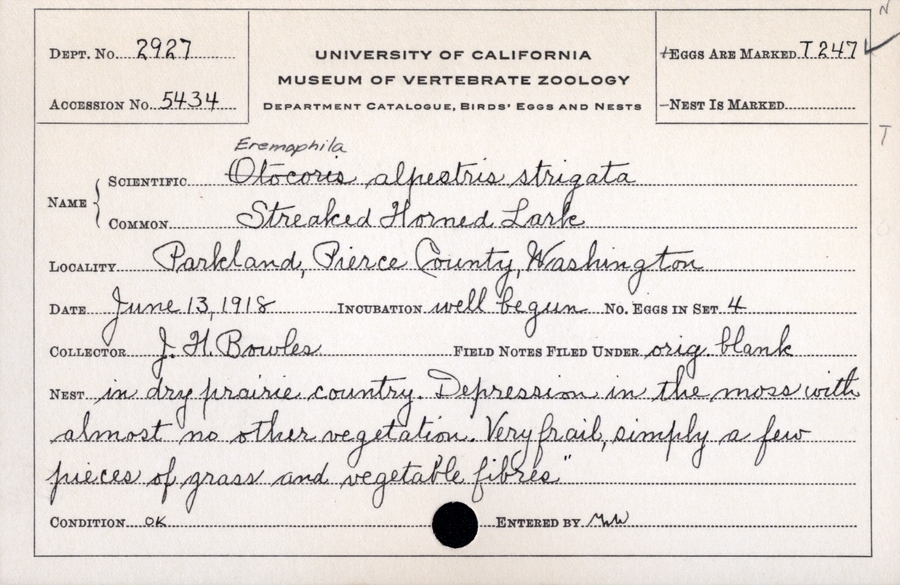 N
DEPT. No. 2927
UNIVERSITY OF CALIFORNIA
+EGGS ARE MARKED T247
MUSEUM OF VERTEBRATE ZOOLOGY
ACCESSION No. 5434
DEPARTMENT CATALOGUE, BIRDS' EGGS AND NESTS
-NEST IS MARKED
T
Eremophila
NAME { SCIENTIFIC Otocoris alpestris strigata
COMMON Streaked Horned Lark
LOCALITY Parkland, Pierce County, Washington
DATE June 13, 1918 INCUBATION well begun No. EGGS IN SET 4
COLLECTOR J. H. Bowles FIELD NOTES FILED UNDER orig. blank
NEST in dry prairie country. Depression in the moss with
almost no other vegetation. Very frail, simply a few
pieces of grass and vegetable fibres"
CONDITION OK ENTERED BY